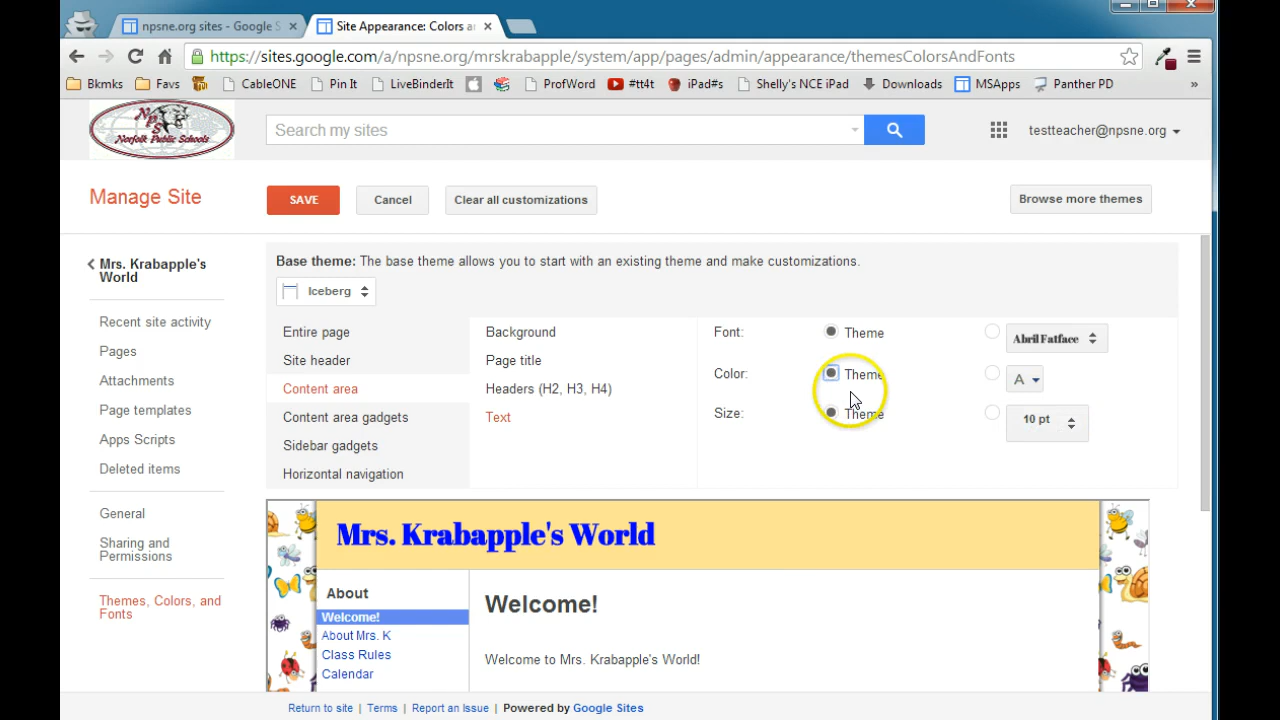 npsne.org sites - Google S
Site Appearance: Colors a
https://sites.google.com/a/npsne.org/mrskrabapple/system/app/pages/admin/appearance/themesColorsAndFonts
Bkmks Favs CableONE Pin It LiveBinderIt ProfWord #tt4t iPad#s Shelly's NCE iPad Downloads MSApps Panther PD »
NPS
Norfolk Public Schools
Search my sites
testteacher@npsne.org
Manage Site
SAVE Cancel Clear all customizations Browse more themes
Mrs. Krabapple's
World
Recent site activity
Pages
Attachments
Page templates
Apps Scripts
Deleted items
General
Sharing and
Permissions
Themes, Colors, and
Fonts
Base theme: The base theme allows you to start with an existing theme and make customizations.
Iceberg
Entire page
Site header
Content area
Content area gadgets
Sidebar gadgets
Horizontal navigation
Background
Page title
Headers (H2, H3, H4)
Text
Font: Theme Abril Fatface
Color: Theme A
Size: Theme 10 pt
Mrs. Krabapple's World
About
Welcome!
About Mrs. K
Class Rules
Calendar
Welcome!
Welcome to Mrs. Krabapple's World!
Return to site | Terms | Report an Issue | Powered by Google Sites